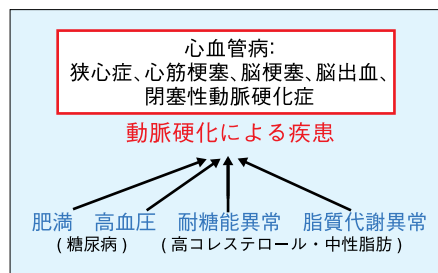 心血管病:
狭心症、心筋梗塞、脳梗塞、脳出血、
閉塞性動脈硬化症
動脈硬化による疾患
肥満 高血圧 耐糖能異常 脂質代謝異常
(糖尿病) (高コレステロール・中性脂肪)